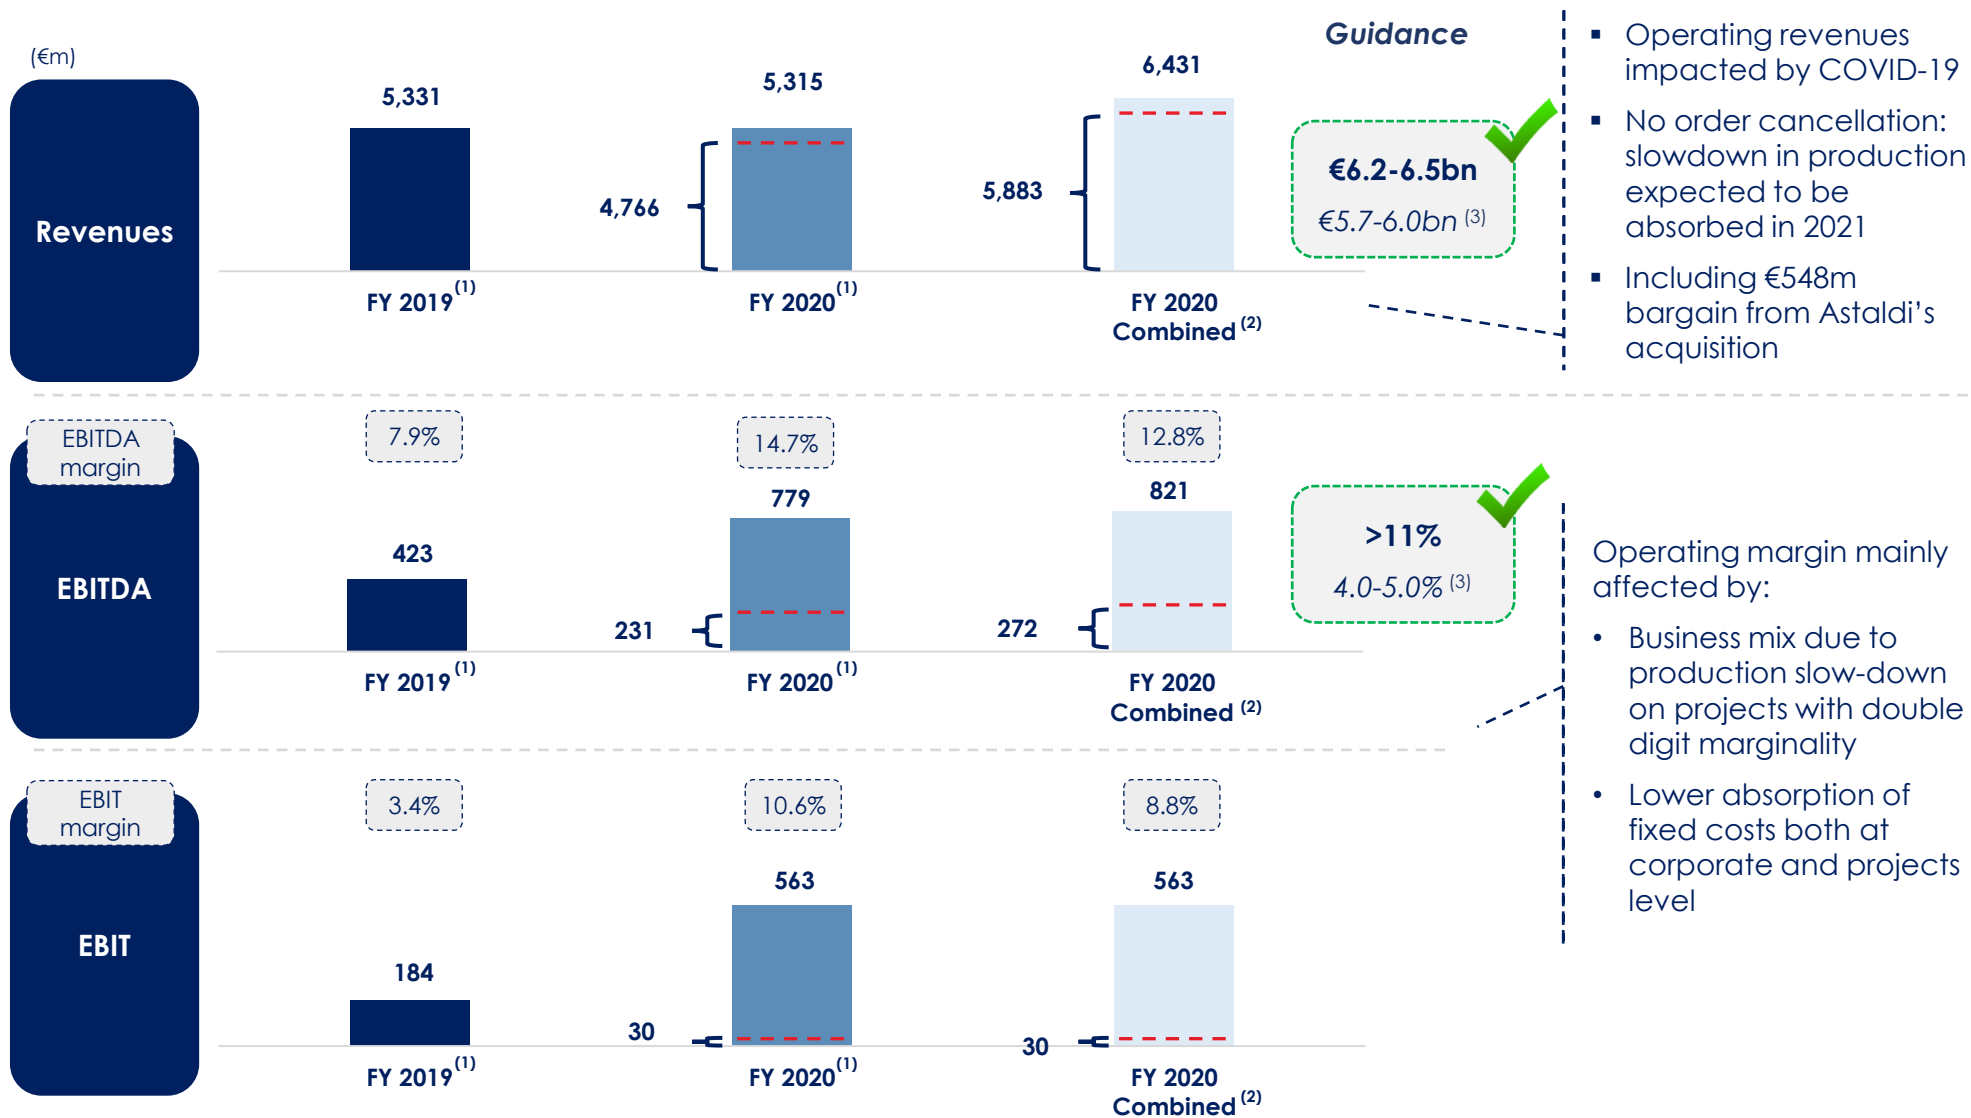 (€m)
Guidance
Revenues
5,331
5,315
6,431
4,766
5,883
€6.2-6.5bn
€5.7-6.0bn (3)
FY 2019 (1)
FY 2020 (1)
FY 2020
Combined (2)
▪ Operating revenues
impacted by COVID-19
▪ No order cancellation:
slowdown in production
expected to be
absorbed in 2021
▪ Including €548m
bargain from Astaldi’s
acquisition
EBITDA
margin
EBITDA
7.9%
14.7%
12.8%
423
779
821
231
272
>11%
4.0-5.0% (3)
FY 2019 (1)
FY 2020 (1)
FY 2020
Combined (2)
Operating margin mainly
affected by:
• Business mix due to
production slow-down
on projects with double
digit marginality
• Lower absorption of
fixed costs both at
corporate and projects
level
EBIT
margin
EBIT
3.4%
10.6%
8.8%
184
563
563
30
30
FY 2019 (1)
FY 2020 (1)
FY 2020
Combined (2)